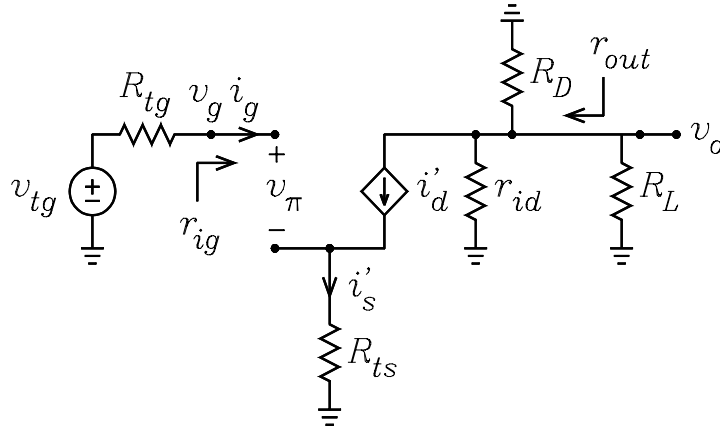 R_D
r_out
R_tg
v_g i_g
v_o
+
v_tg
+
−
v_π
i'_d
r_id
R_L
r_ig
−
i'_s
R_ts